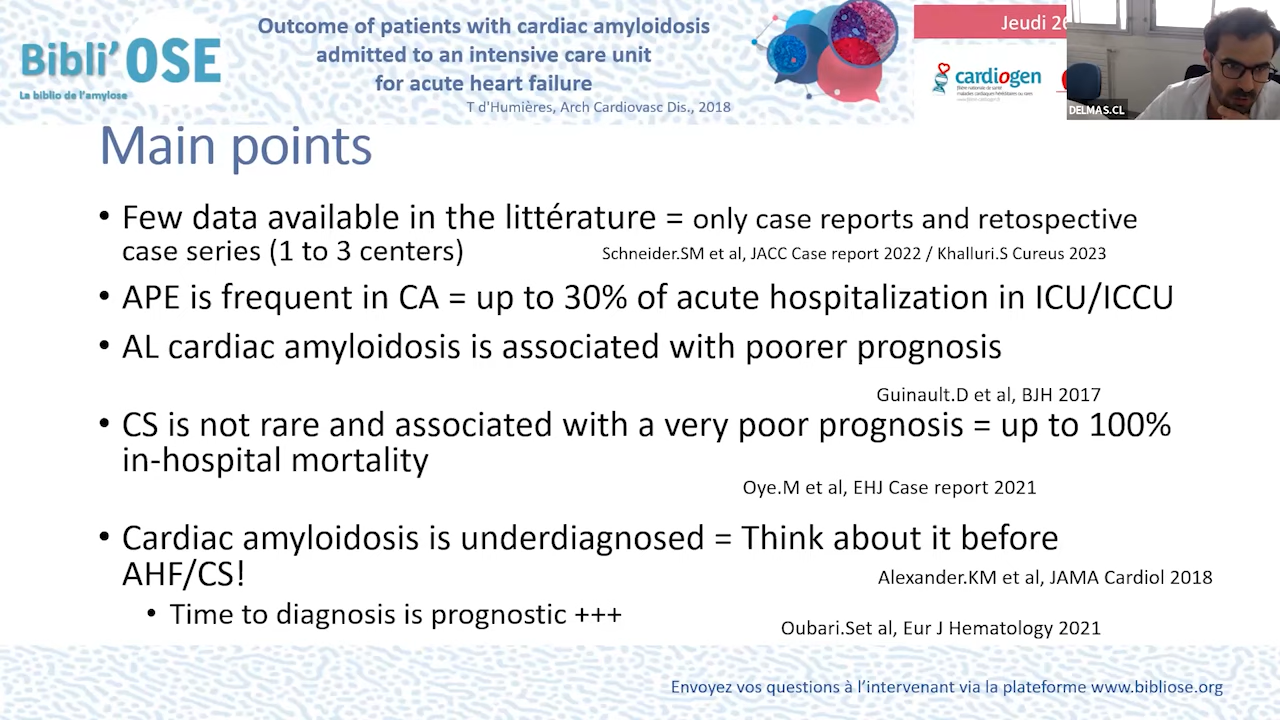 Bibli'OSE
La biblio de l'amylose
Outcome of patients with cardiac amyloidosis
admitted to an intensive care unit
for acute heart failure
T d'Humières, Arch Cardiovasc Dis., 2018
Jeudi 26
cardiogen
DELMAS.CL
Main points
• Few data available in the littérature = only case reports and retospective
case series (1 to 3 centers)
Schneider.SM et al, JACC Case report 2022 / Khalluri.S Cureus 2023
• APE is frequent in CA = up to 30% of acute hospitalization in ICU/ICCU
• AL cardiac amyloidosis is associated with poorer prognosis
Guinault.D et al, BJH 2017
• CS is not rare and associated with a very poor prognosis = up to 100%
in-hospital mortality
Oye.M et al, EHJ Case report 2021
• Cardiac amyloidosis is underdiagnosed = Think about it before
AHF/CS!
Alexander.KM et al, JAMA Cardiol 2018
• Time to diagnosis is prognostic +++
Oubari.Set al, Eur J Hematology 2021
Envoyez vos questions à l'intervenant via la plateforme www.bibliose.org